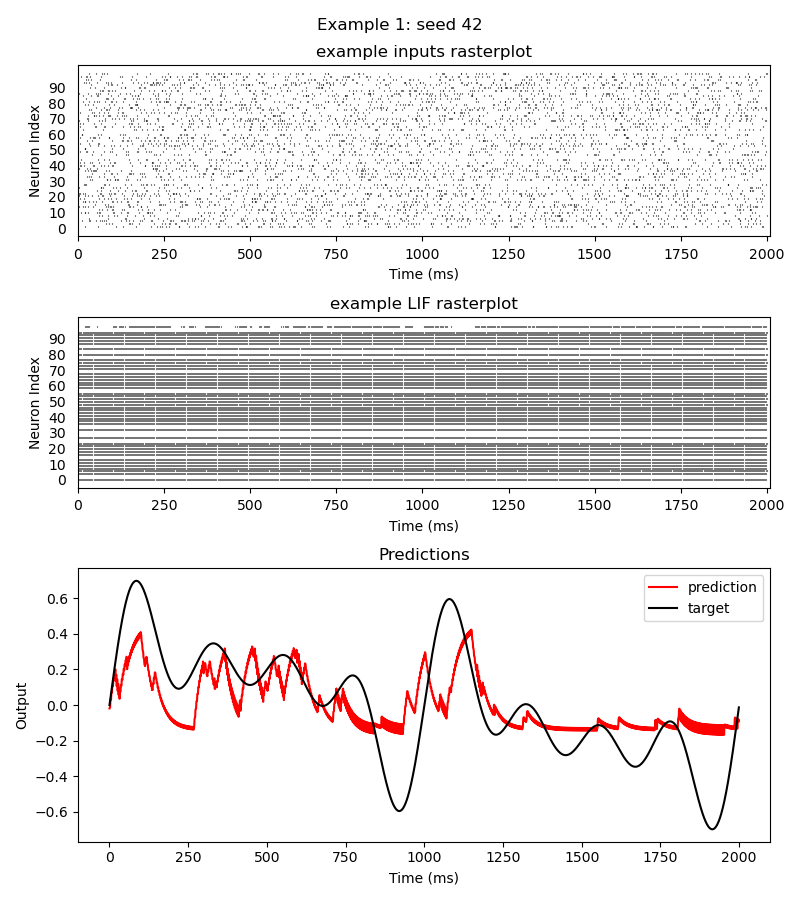 Example 1: seed 42
example inputs rasterplot
Neuron Index
90
80
70
60
50
40
30
20
10
0
0 250 500 750 1000 1250 1500 1750 2000
Time (ms)
example LIF rasterplot
Neuron Index
90
80
70
60
50
40
30
20
10
0
0 250 500 750 1000 1250 1500 1750 2000
Time (ms)
Predictions
Output
0.6
0.4
0.2
0.0
−0.2
−0.4
−0.6
prediction
target
0 250 500 750 1000 1250 1500 1750 2000
Time (ms)